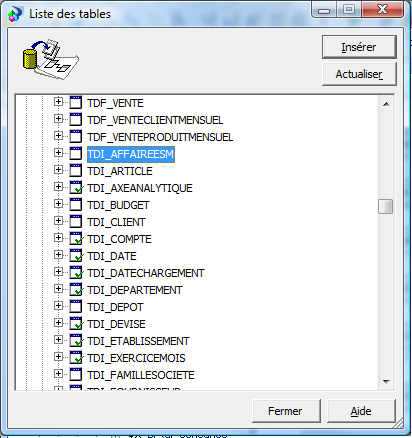 Liste des tables
Insérer
Actualiser
TDF_VENTE
TDF_VENTECLIENTMENSUEL
TDF_VENTEPRODUITMENSUEL
TDI_AFFAIREESM
TDI_ARTICLE
TDI_AXEANALYTIQUE
TDI_BUDGET
TDI_CLIENT
TDI_COMPTE
TDI_DATE
TDI_DATECHARGEMENT
TDI_DEPARTEMENT
TDI_DEPOT
TDI_DEVISE
TDI_ETABLISSEMENT
TDI_EXERCICEMOIS
TDI_FAMILLESOCIETE
TDI_FOURNISSEUR
Fermer
Aide